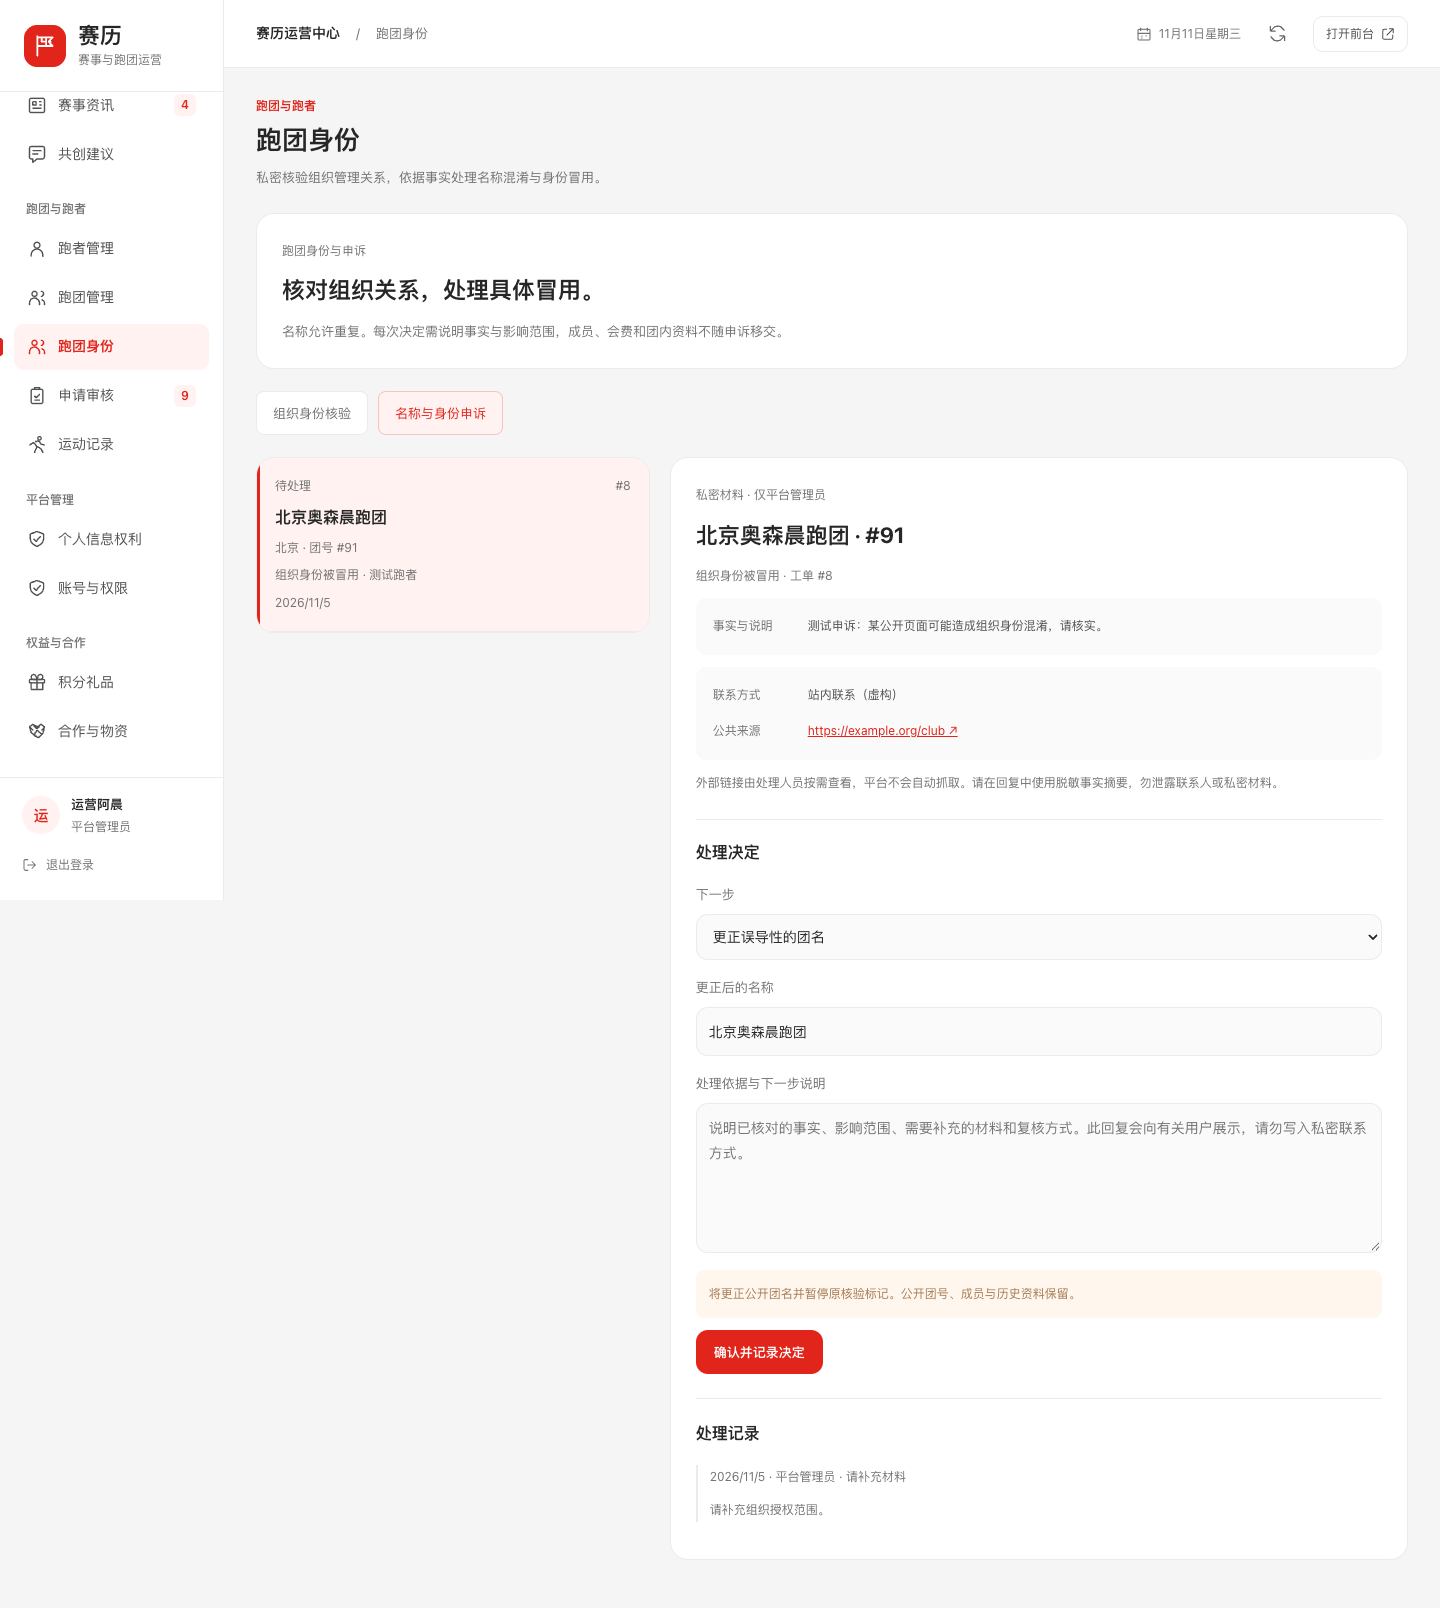 赛历
赛事与跑团运营
赛事资讯 4
共创建议
跑团与跑者
跑者管理
跑团管理
跑团身份
申请审核 9
运动记录
平台管理
个人信息权利
账号与权限
权益与合作
积分礼品
合作与物资
运 运营阿晨
平台管理员
退出登录
赛历运营中心 / 跑团身份
11月11日星期三
打开前台
跑团与跑者
跑团身份
私密核验组织管理关系，依据事实处理名称混淆与身份冒用。
跑团身份与申诉
核对组织关系，处理具体冒用。
名称允许重复。每次决定需说明事实与影响范围，成员、会费和团内资料不随申诉移交。
组织身份核验
名称与身份申诉
待处理 #8
北京奥森晨跑团
北京 · 团号 #91
组织身份被冒用 · 测试跑者
2026/11/5
私密材料 · 仅平台管理员
北京奥森晨跑团 · #91
组织身份被冒用 · 工单 #8
事实与说明 测试申诉：某公开页面可能造成组织身份混淆，请核实。
联系方式 站内联系（虚构）
公共来源 https://example.org/club ↗
外部链接由处理人员按需查看，平台不会自动抓取。请在回复中使用脱敏事实摘要，勿泄露联系人或私密材料。
处理决定
下一步
更正误导性的团名
更正后的名称
北京奥森晨跑团
处理依据与下一步说明
说明已核对的事实、影响范围、需要补充的材料和复核方式。此回复会向有关用户展示，请勿写入私密联系
方式。
将更正公开团名并暂停原核验标记。公开团号、成员与历史资料保留。
确认并记录决定
处理记录
2026/11/5 · 平台管理员 · 请补充材料
请补充组织授权范围。